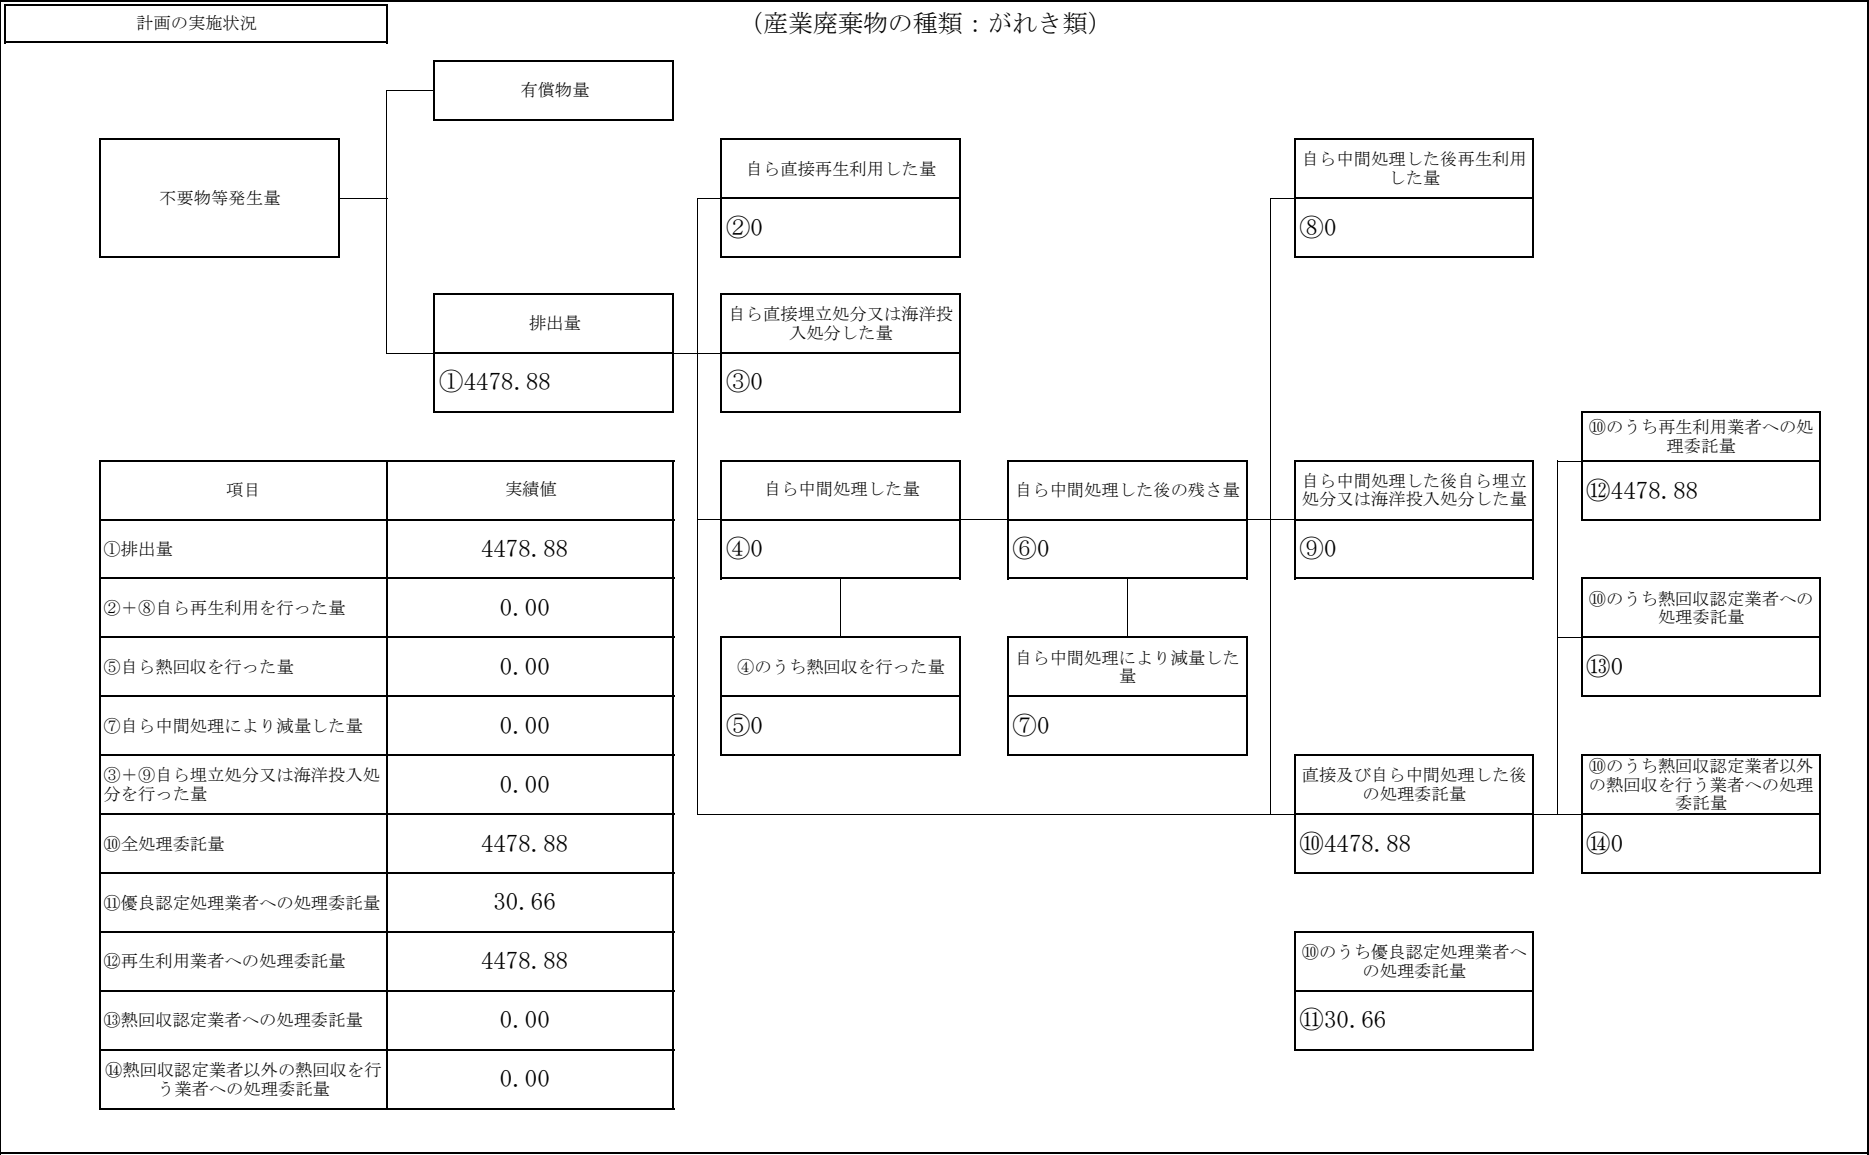 計画の実施状況
（産業廃棄物の種類：がれき類）
有償物量
不要物等発生量
自ら直接再生利用した量
②0
自ら中間処理した後再生利用
した量
⑧0
排出量
①4478.88
自ら直接埋立処分又は海洋投
入処分した量
③0
⑩のうち再生利用業者への処
理委託量
⑫4478.88
自ら中間処理した量
④0
自ら中間処理した後の残さ量
⑥0
自ら中間処理した後自ら埋立
処分又は海洋投入処分した量
⑨0
⑩のうち熱回収認定業者への
処理委託量
⑬0
④のうち熱回収を行った量
⑤0
自ら中間処理により減量した
量
⑦0
直接及び自ら中間処理した後
の処理委託量
⑩4478.88
⑩のうち熱回収認定業者以外
の熱回収を行う業者への処理
委託量
⑭0
⑩のうち優良認定処理業者へ
の処理委託量
⑪30.66
項目 実績値
①排出量 4478.88
②＋⑧自ら再生利用を行った量 0.00
⑤自ら熱回収を行った量 0.00
⑦自ら中間処理により減量した量 0.00
③＋⑨自ら埋立処分又は海洋投入処
分を行った量 0.00
⑩全処理委託量 4478.88
⑪優良認定処理業者への処理委託量 30.66
⑫再生利用業者への処理委託量 4478.88
⑬熱回収認定業者への処理委託量 0.00
⑭熱回収認定業者以外の熱回収を行
う業者への処理委託量 0.00